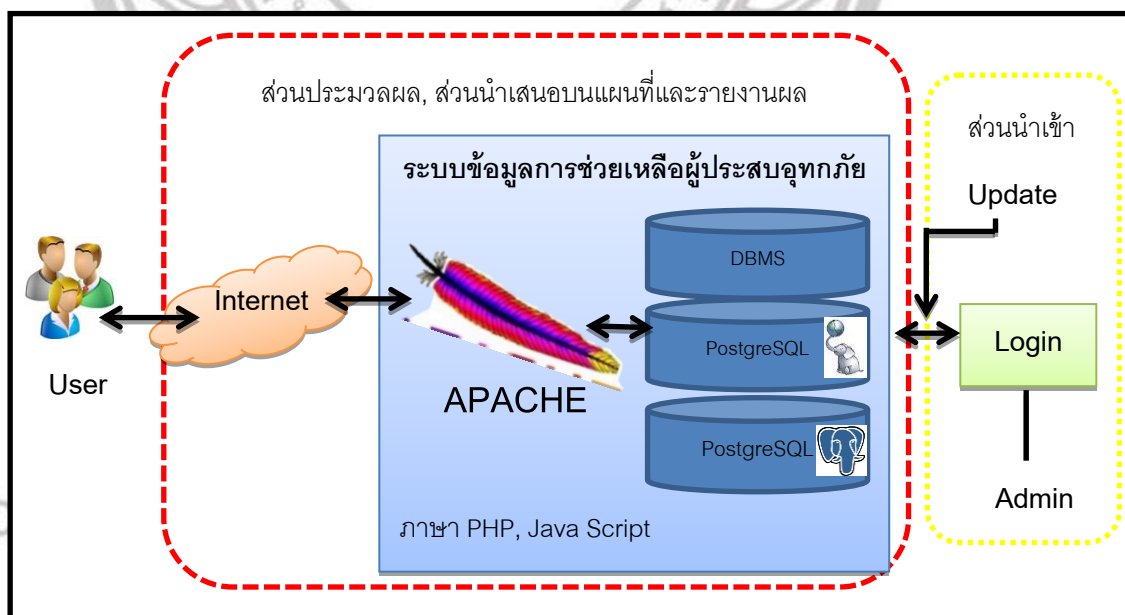 ส่วนประมวลผล, ส่วนนำเสนอบนแผนที่และรายงานผล
ส่วนนำเข้า
ระบบข้อมูลการช่วยเหลือผู้ประสบอุทกภัย
Update
DBMS
Internet
PostgreSQL
Login
User
APACHE
PostgreSQL
Admin
ภาษา PHP, Java Script